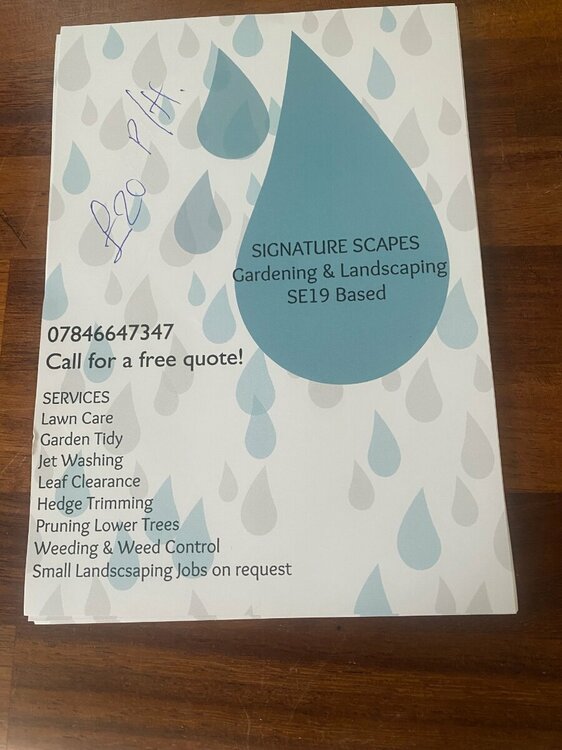 £20 P/H.
SIGNATURE SCAPES
Gardening & Landscaping
SE19 Based
07846647347
Call for a free quote!
SERVICES
Lawn Care
Garden Tidy
Jet Washing
Leaf Clearance
Hedge Trimming
Pruning Lower Trees
Weeding & Weed Control
Small Landscsaping Jobs on request